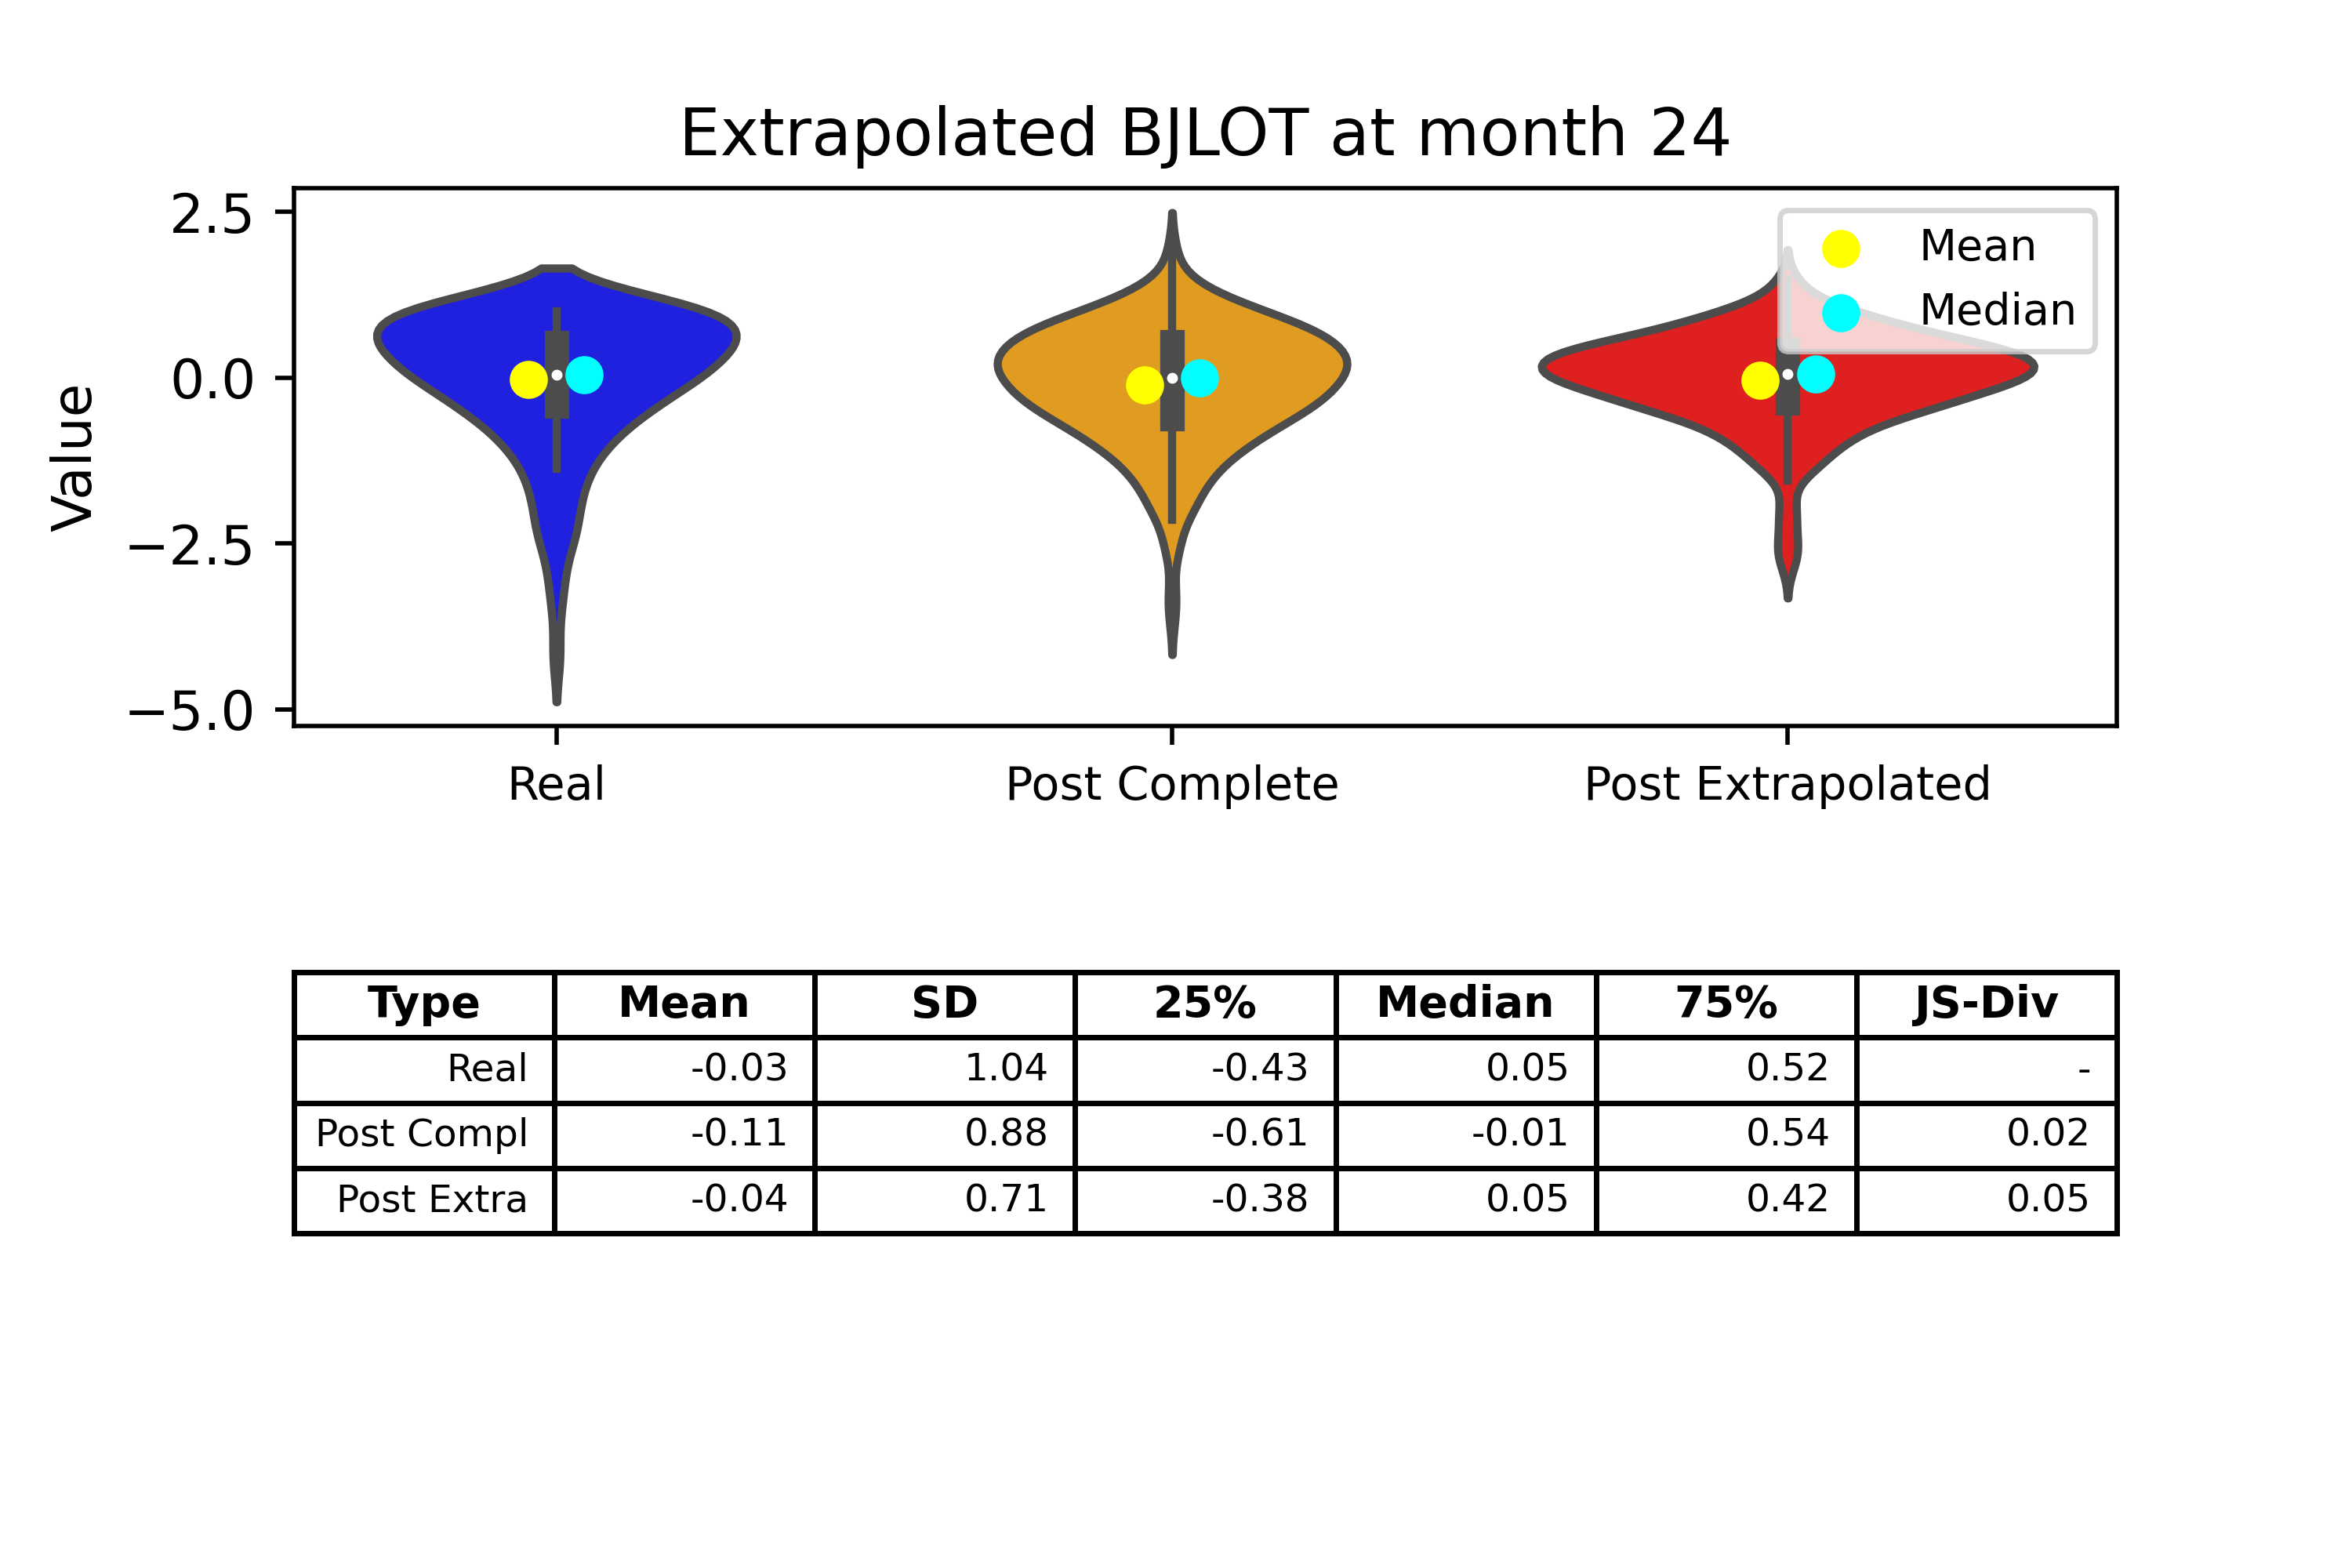 Extrapolated BJLOT at month 24
2.5
0.0
−2.5
−5.0
Value
Mean
Median
Real Post Complete Post Extrapolated
Type Mean SD 25% Median 75% JS-Div
Real -0.03 1.04 -0.43 0.05 0.52 -
Post Compl -0.11 0.88 -0.61 -0.01 0.54 0.02
Post Extra -0.04 0.71 -0.38 0.05 0.42 0.05